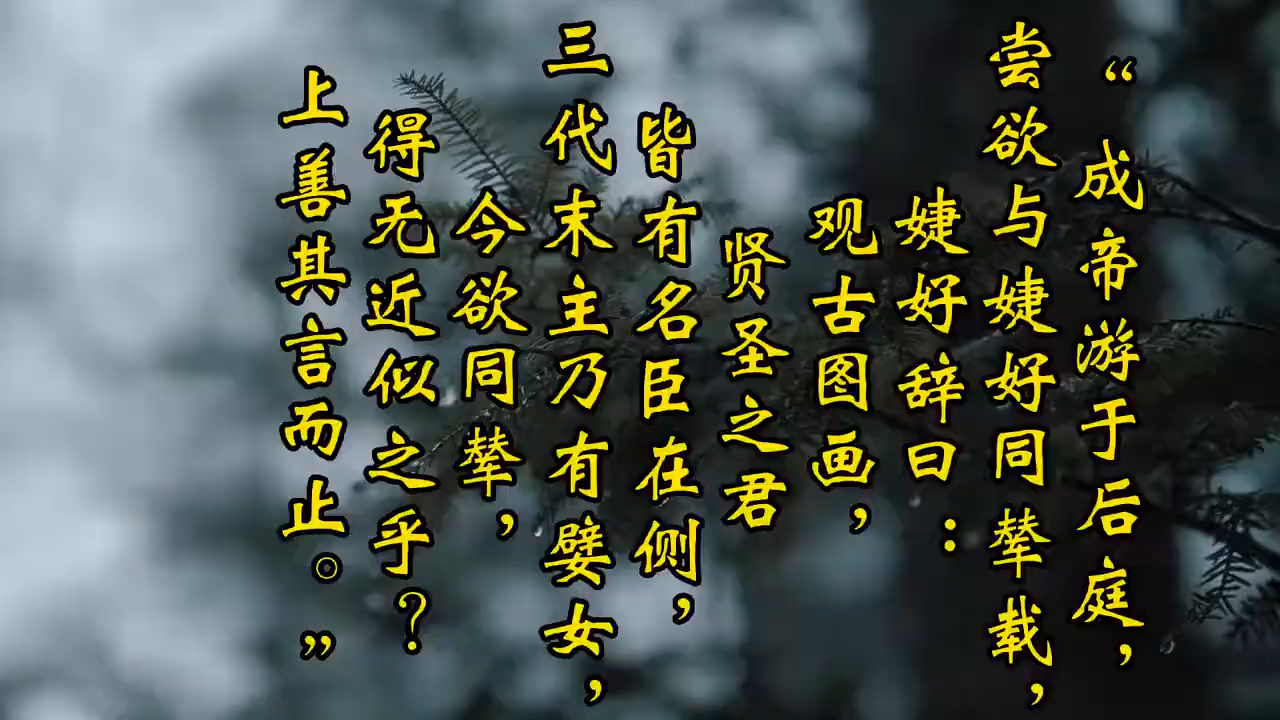 “成帝游于后庭，
尝欲与婕好同辇载，
婕好辞曰：
观古图画，
贤圣之君
皆有名臣在侧，
三代末主乃有嬖女，
今欲同辇，
得无近似之乎？
上善其言而止。”